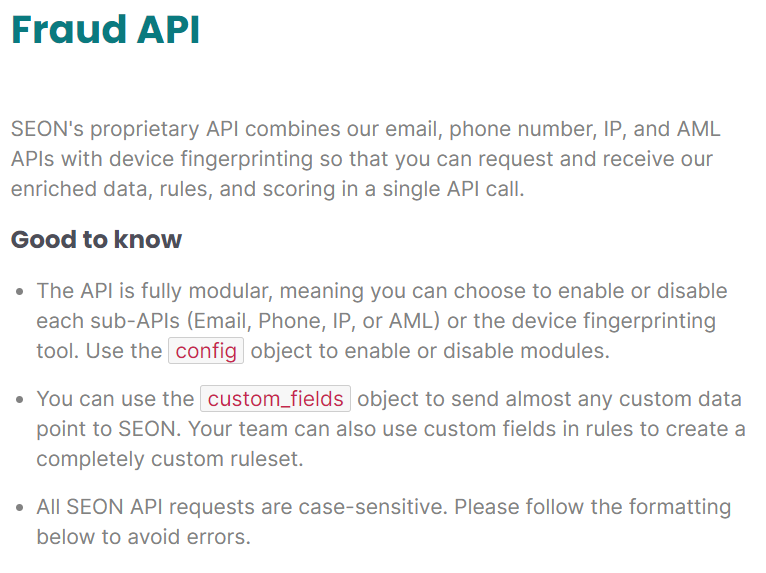 Fraud API
SEON's proprietary API combines our email, phone number, IP, and AML
APIs with device fingerprinting so that you can request and receive our
enriched data, rules, and scoring in a single API call.
Good to know
• The API is fully modular, meaning you can choose to enable or disable
each sub-APIs (Email, Phone, IP, or AML) or the device fingerprinting
tool. Use the config object to enable or disable modules.
• You can use the custom_fields object to send almost any custom data
point to SEON. Your team can also use custom fields in rules to create a
completely custom ruleset.
• All SEON API requests are case-sensitive. Please follow the formatting
below to avoid errors.